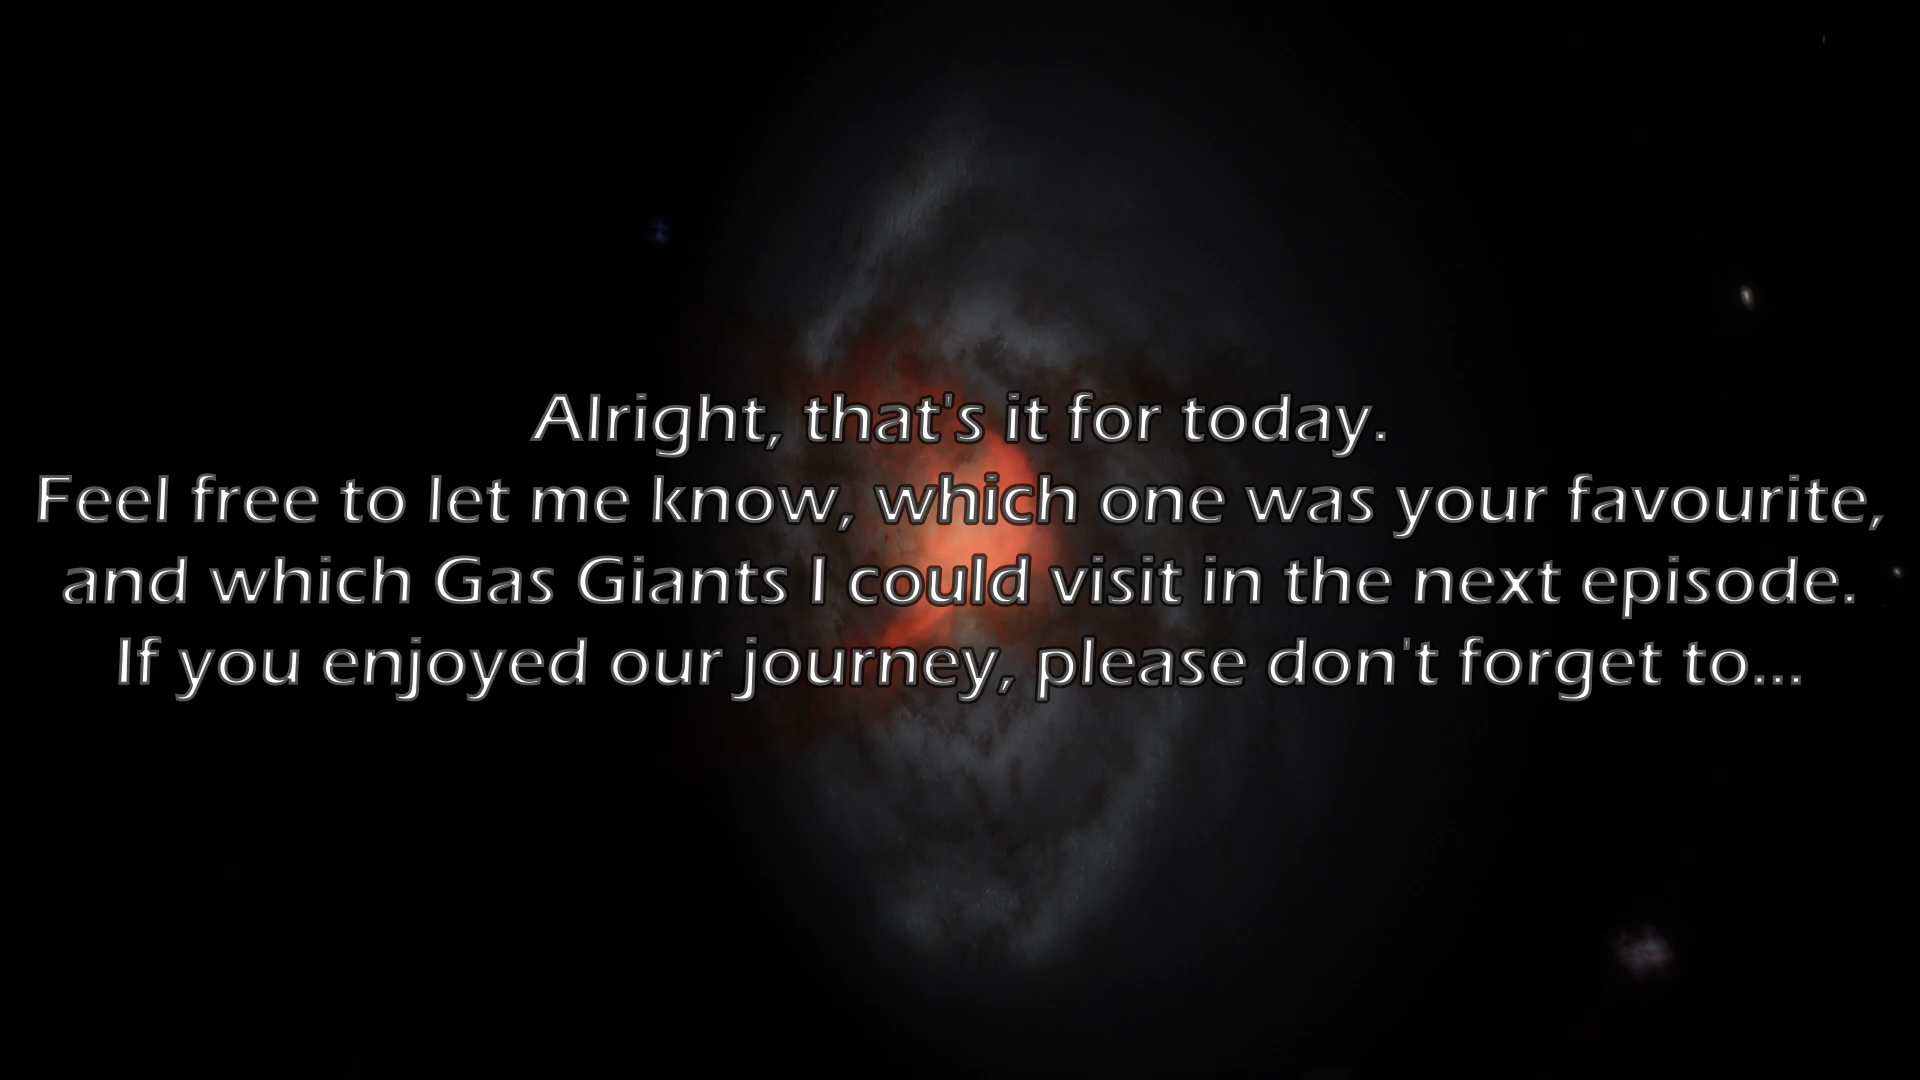 Alright, that's it for today.
Feel free to let me know, which one was your favourite,
and which Gas Giants I could visit in the next episode.
If you enjoyed our journey, please don't forget to...